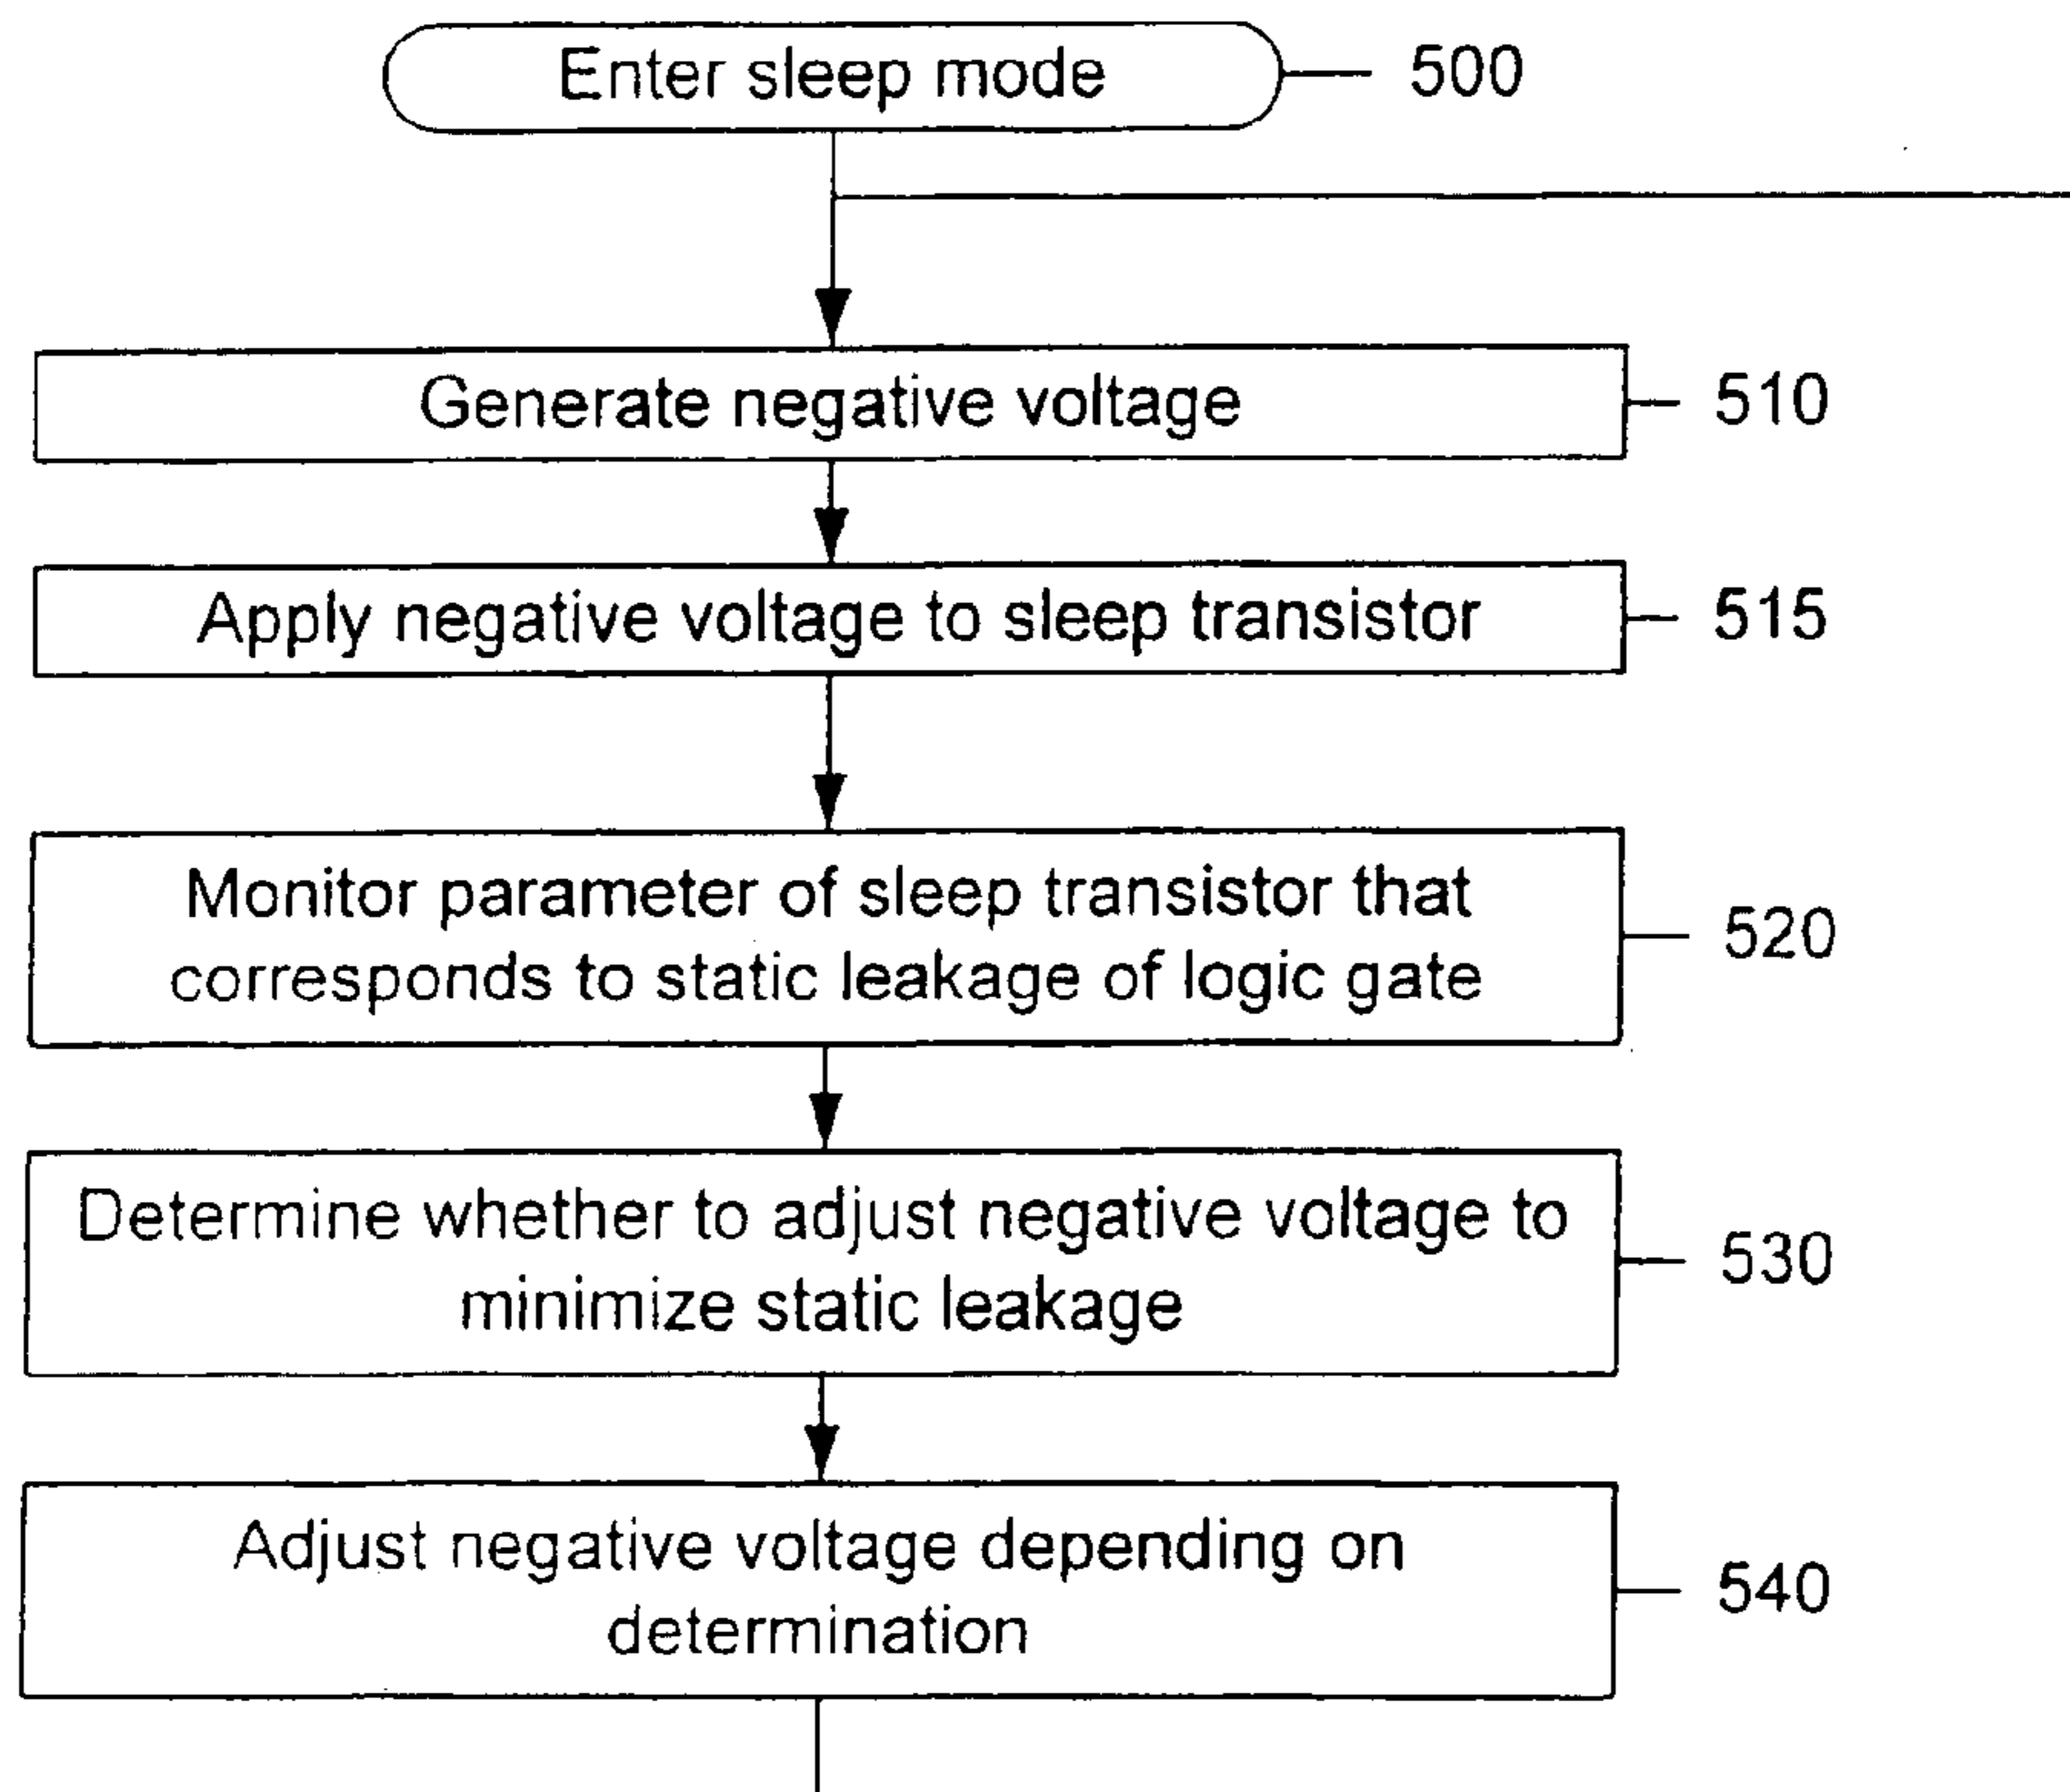 Enter sleep mode
500
Generate negative voltage
510
Apply negative voltage to sleep transistor
515
Monitor parameter of sleep transistor that
corresponds to static leakage of logic gate
520
Determine whether to adjust negative voltage to
minimize static leakage
530
Adjust negative voltage depending on
determination
540